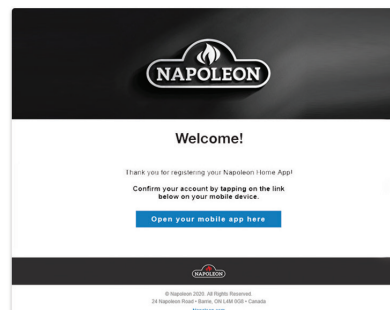 NAPOLEON
Welcome!
Thank you for registering your Napoleon Home App!
Confirm your account by tapping on the link
below on your mobile device.
Open your mobile app here
NAPOLEON
© Napoleon 2020. All Rights Reserved.
24 Napoleon Road • Barrie, ON L4M 0G8 • Canada